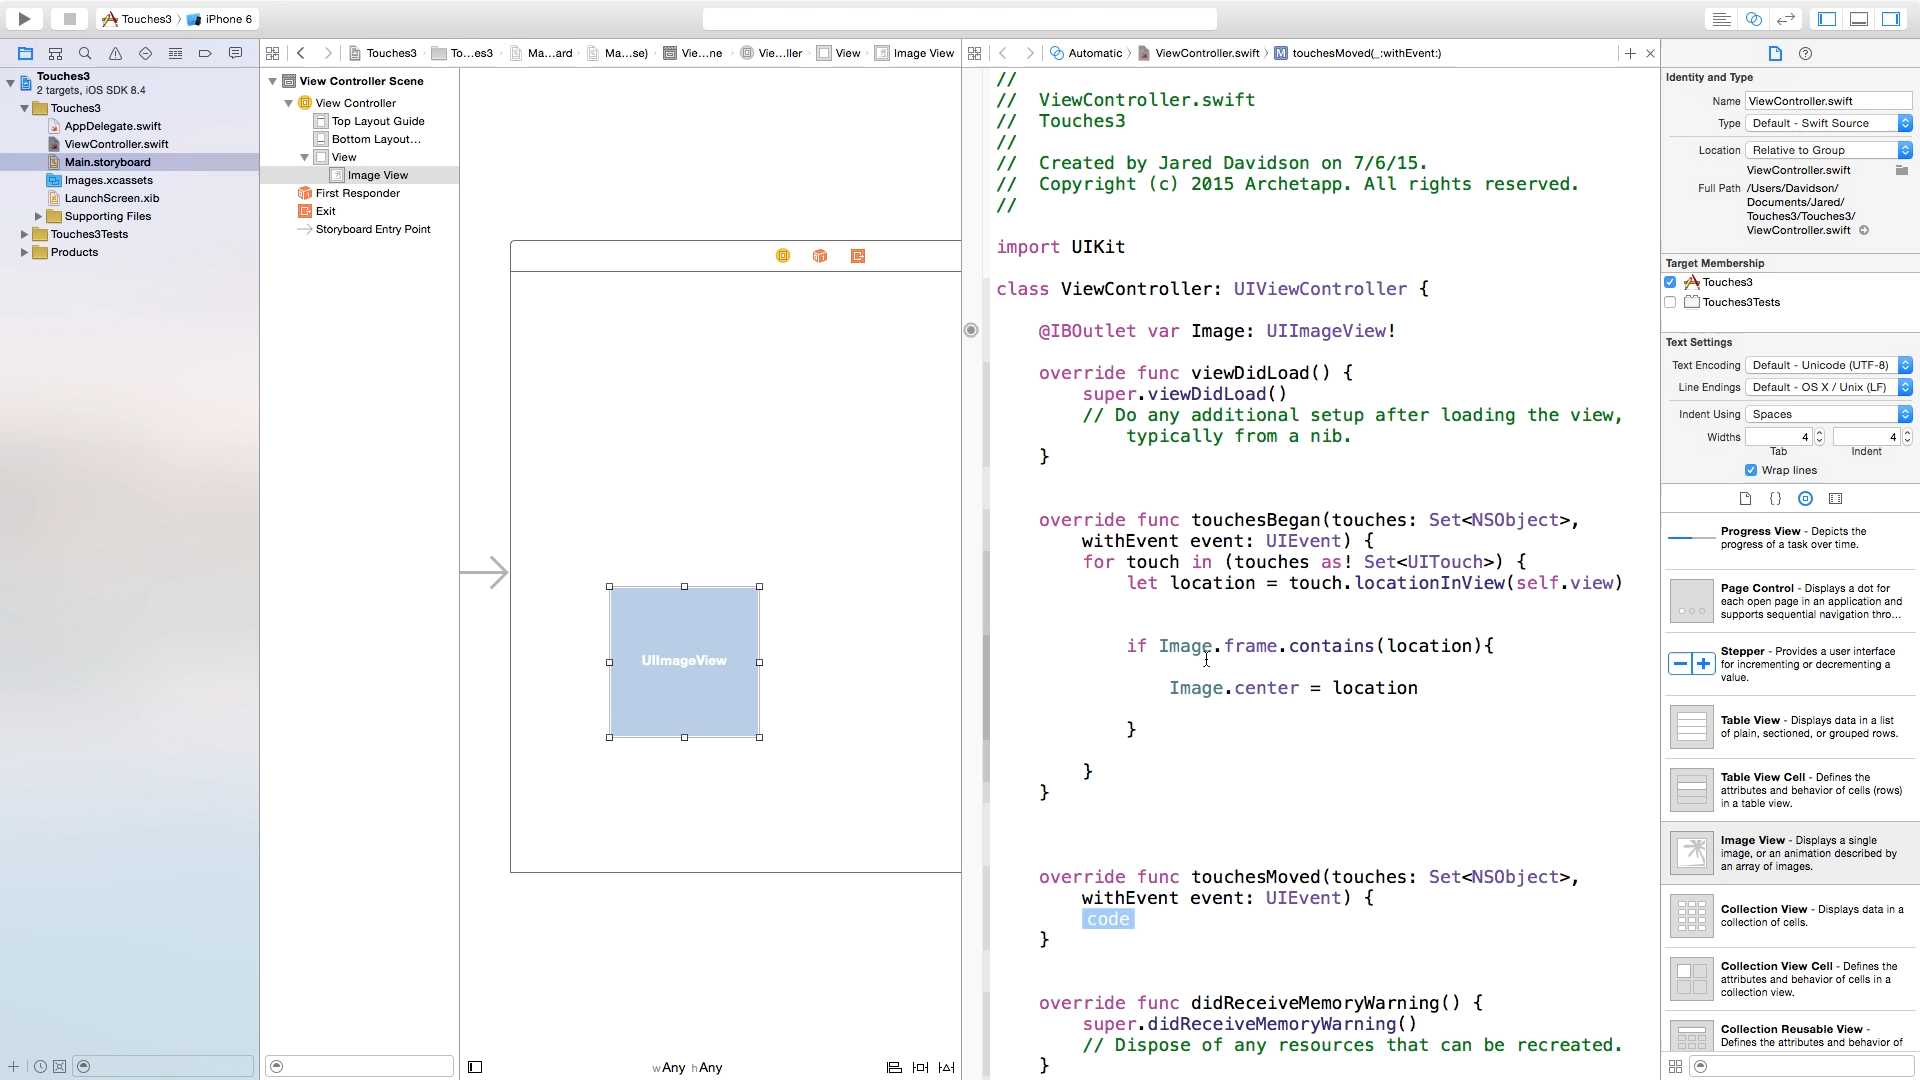 Touches3
iPhone 6
Touches3
To...es3
Ma...ard
Ma...se)
Vie...ne
Vie...ller
View
Image View
Automatic
ViewController.swift
M
touchesMoved(_:withEvent:)
Touches3
2 targets, iOS SDK 8.4
Touches3
AppDelegate.swift
ViewController.swift
Main.storyboard
Images.xcassets
LaunchScreen.xib
Supporting Files
Touches3Tests
Products
View Controller Scene
View Controller
Top Layout Guide
Bottom Layout...
View
Image View
First Responder
Exit
Storyboard Entry Point
UIImageView
wAny hAny
//
// ViewController.swift
// Touches3
//
// Created by Jared Davidson on 7/6/15.
// Copyright (c) 2015 Archetapp. All rights reserved.
//
import UIKit
class ViewController: UIViewController {
@IBOutlet var Image: UIImageView!
override func viewDidLoad() {
super.viewDidLoad()
// Do any additional setup after loading the view,
typically from a nib.
}
override func touchesBegan(touches: Set<NSObject>,
withEvent event: UIEvent) {
for touch in (touches as! Set<UITouch>) {
let location = touch.locationInView(self.view)
if Image.frame.contains(location){
Image.center = location
}
}
}
override func touchesMoved(touches: Set<NSObject>,
withEvent event: UIEvent) {
code
}
override func didReceiveMemoryWarning() {
super.didReceiveMemoryWarning()
// Dispose of any resources that can be recreated.
}
Identity and Type
Name ViewController.swift
Type Default - Swift Source
Location Relative to Group
ViewController.swift
Full Path /Users/Davidson/
Documents/Jared/
Touches3/Touches3/
ViewController.swift
Target Membership
Touches3
Touches3Tests
Text Settings
Text Encoding Default - Unicode (UTF-8)
Line Endings Default - OS X / Unix (LF)
Indent Using Spaces
Widths 4 4
Tab Indent
Wrap lines
{}
Progress View - Depicts the
progress of a task over time.
Page Control - Displays a dot for
each open page in an application and
supports sequential navigation thro...
Stepper - Provides a user interface
for incrementing or decrementing a
value.
Table View - Displays data in a list
of plain, sectioned, or grouped rows.
Table View Cell - Defines the
attributes and behavior of cells (rows)
in a table view.
Image View - Displays a single
image, or an animation described by
an array of images.
Collection View - Displays data in a
collection of cells.
Collection View Cell - Defines the
attributes and behavior of cells in a
collection view.
Collection Reusable View -
Defines the attributes and behavior of